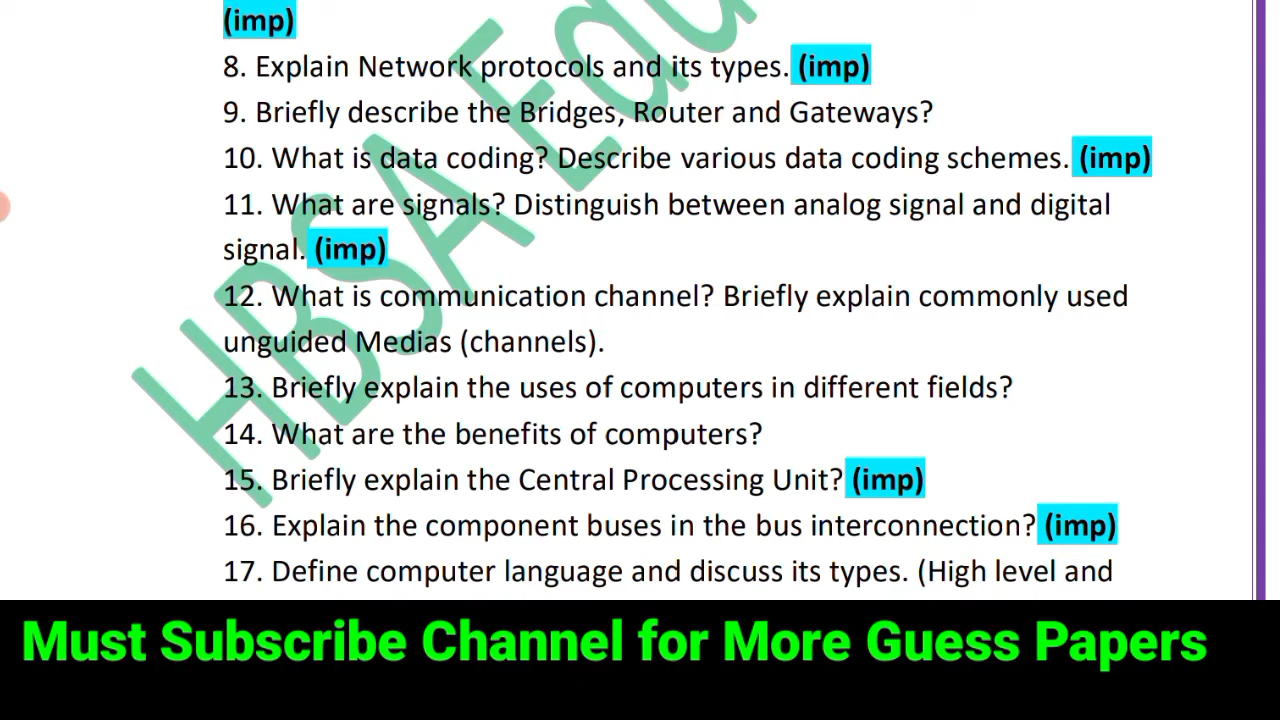 (imp)
8. Explain Network protocols and its types. (imp)
9. Briefly describe the Bridges, Router and Gateways?
10. What is data coding? Describe various data coding schemes. (imp)
11. What are signals? Distinguish between analog signal and digital
signal. (imp)
12. What is communication channel? Briefly explain commonly used
unguided Medias (channels).
13. Briefly explain the uses of computers in different fields?
14. What are the benefits of computers?
15. Briefly explain the Central Processing Unit? (imp)
16. Explain the component buses in the bus interconnection? (imp)
17. Define computer language and discuss its types. (High level and
HBSA Edu
Must Subscribe Channel for More Guess Papers